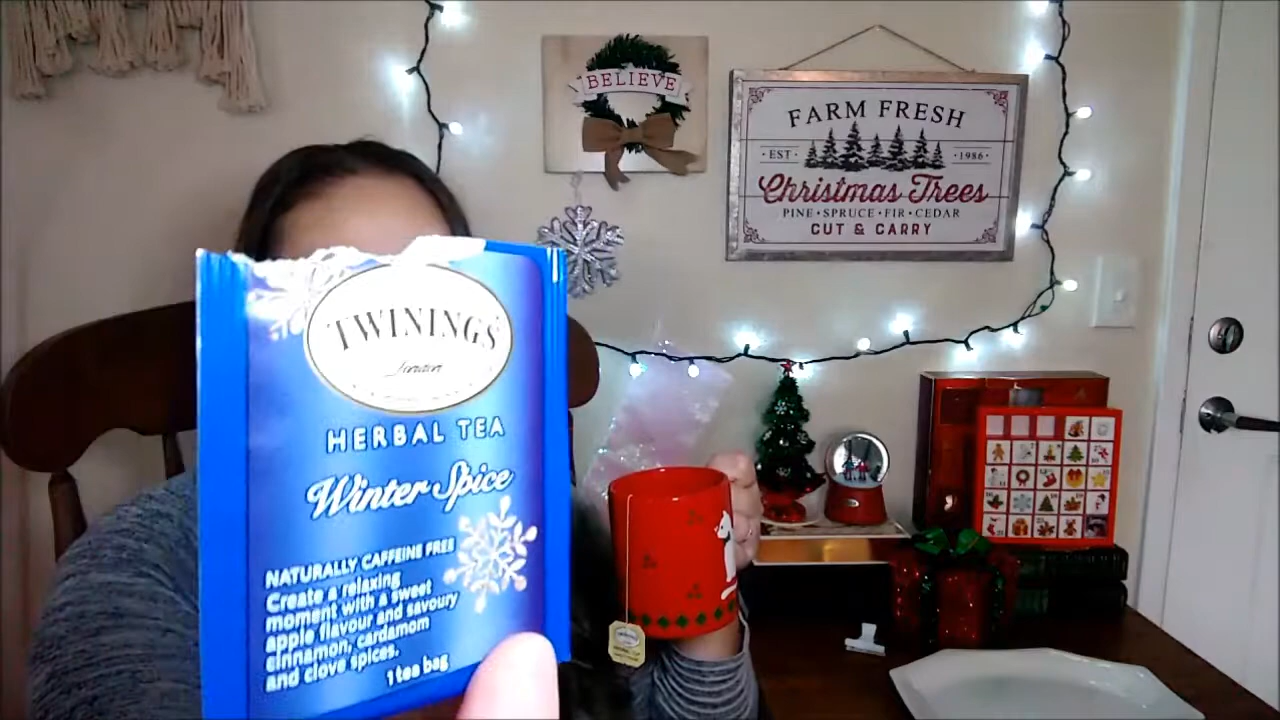 BELIEVE
FARM FRESH
EST 1986
Christmas Trees
PINE • SPRUCE • FIR • CEDAR
CUT & CARRY
TWININGS
London
HERBAL TEA
Winter Spice
NATURALLY CAFFEINE FREE
Create a relaxing
moment with a sweet
apple flavour and savoury
cinnamon, cardamom
and clove spices.
1 tea bag
TWININGS